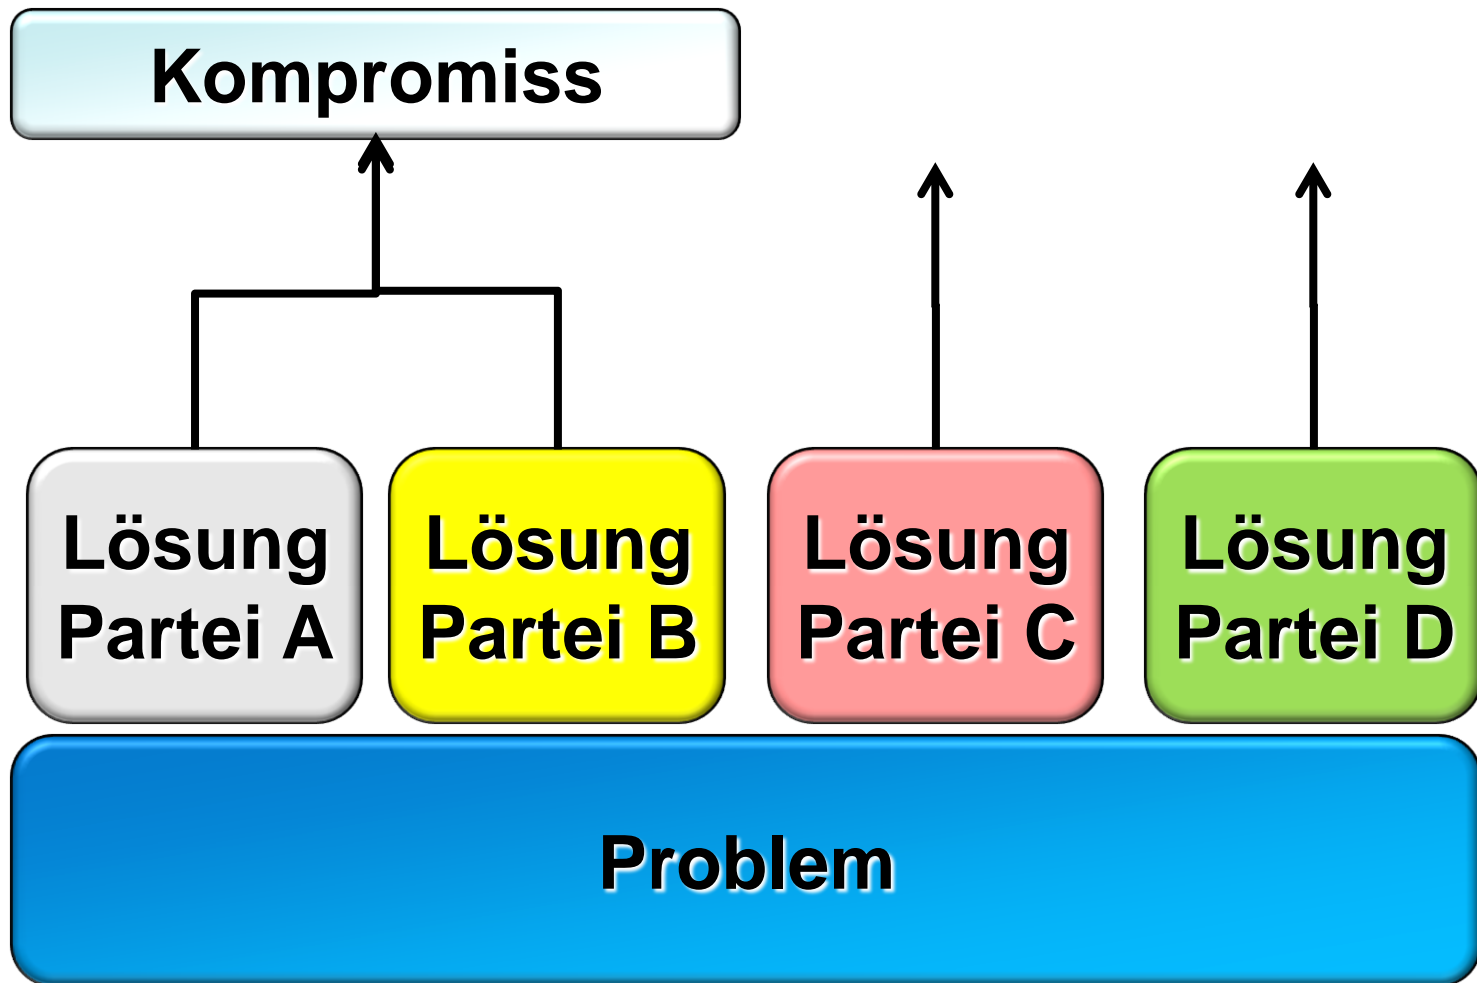 Kompromiss
Lösung
Partei A
Lösung
Partei B
Lösung
Partei C
Lösung
Partei D
Problem